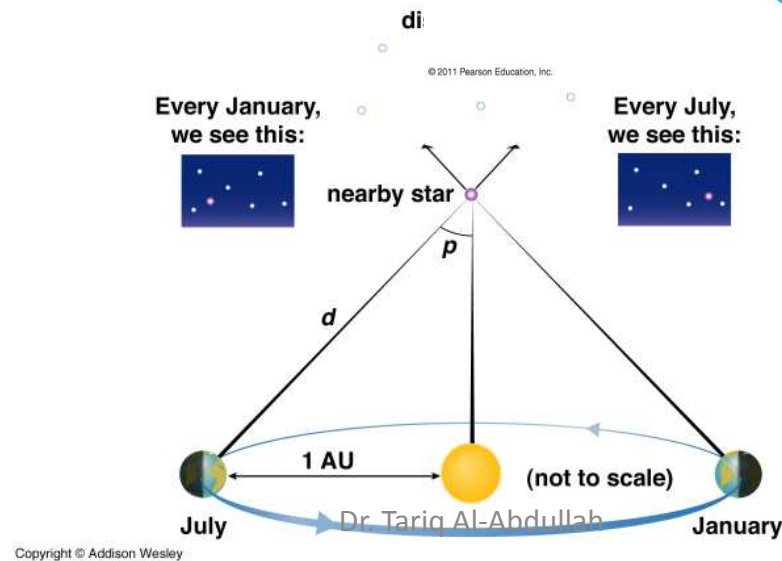 © 2011 Pearson Education, Inc.
Every January,
we see this:
Every July,
we see this:
nearby star
p
d
1 AU
(not to scale)
July
Dr. Tariq Al-Abdullah
January
Copyright © Addison Wesley